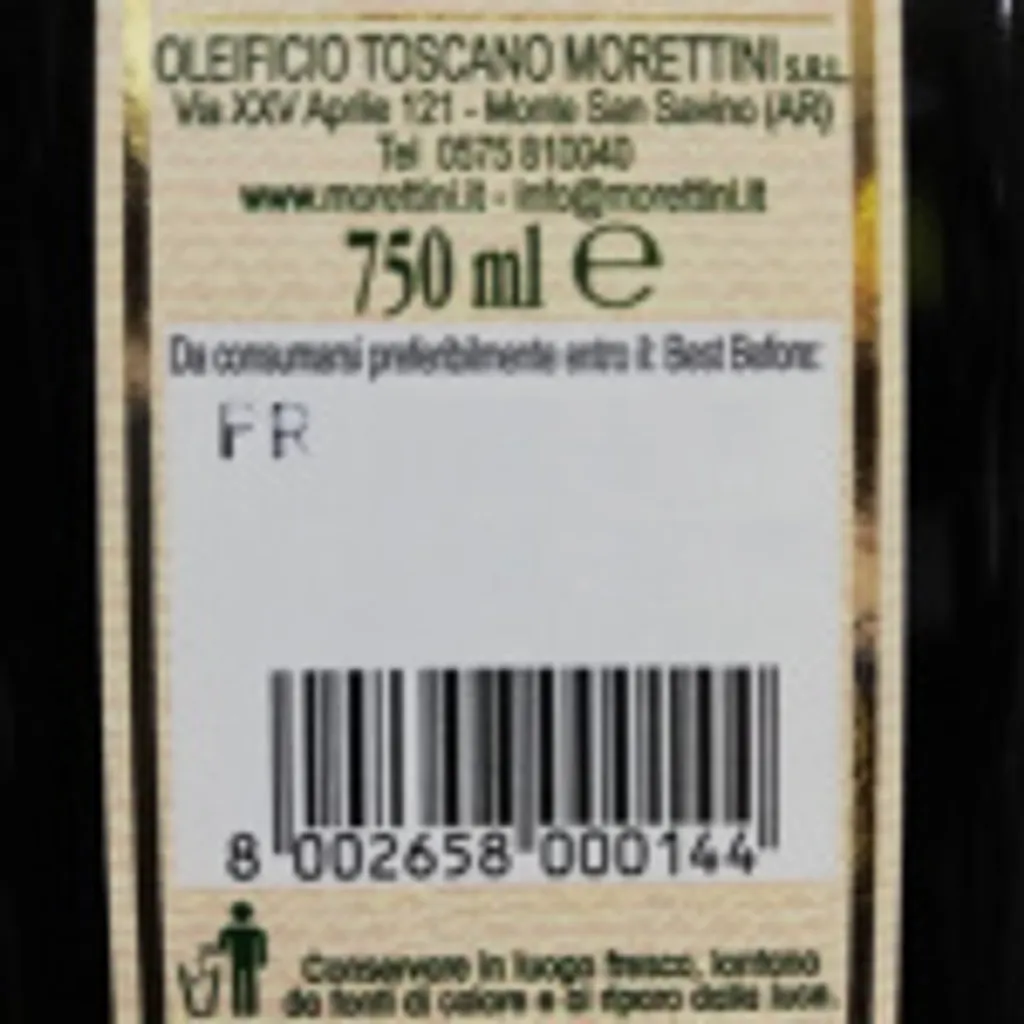 OLEIFICIO TOSCANO MORETTINI S.R.L.
Via XXV Aprile 121 - Monte San Savino (AR)
Tel 0575 810040
www.morettini.it - info@morettini.it
750 ml ℮
Da consumarsi preferibilmente entro il: Best Before:
FR
8 002658 000144
Conservare in luogo fresco, lontano
da fonti di calore e al riparo dalla luce.